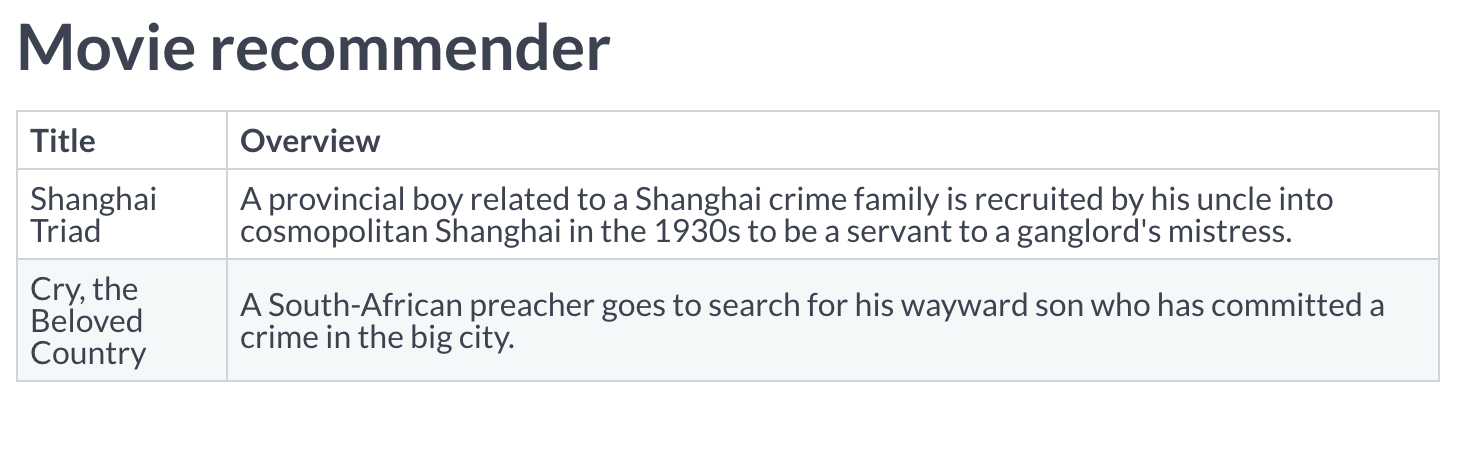 Movie recommender
Title
Overview
Shanghai
Triad
A provincial boy related to a Shanghai crime family is recruited by his uncle into
cosmopolitan Shanghai in the 1930s to be a servant to a ganglord's mistress.
Cry, the
Beloved
Country
A South-African preacher goes to search for his wayward son who has committed a
crime in the big city.